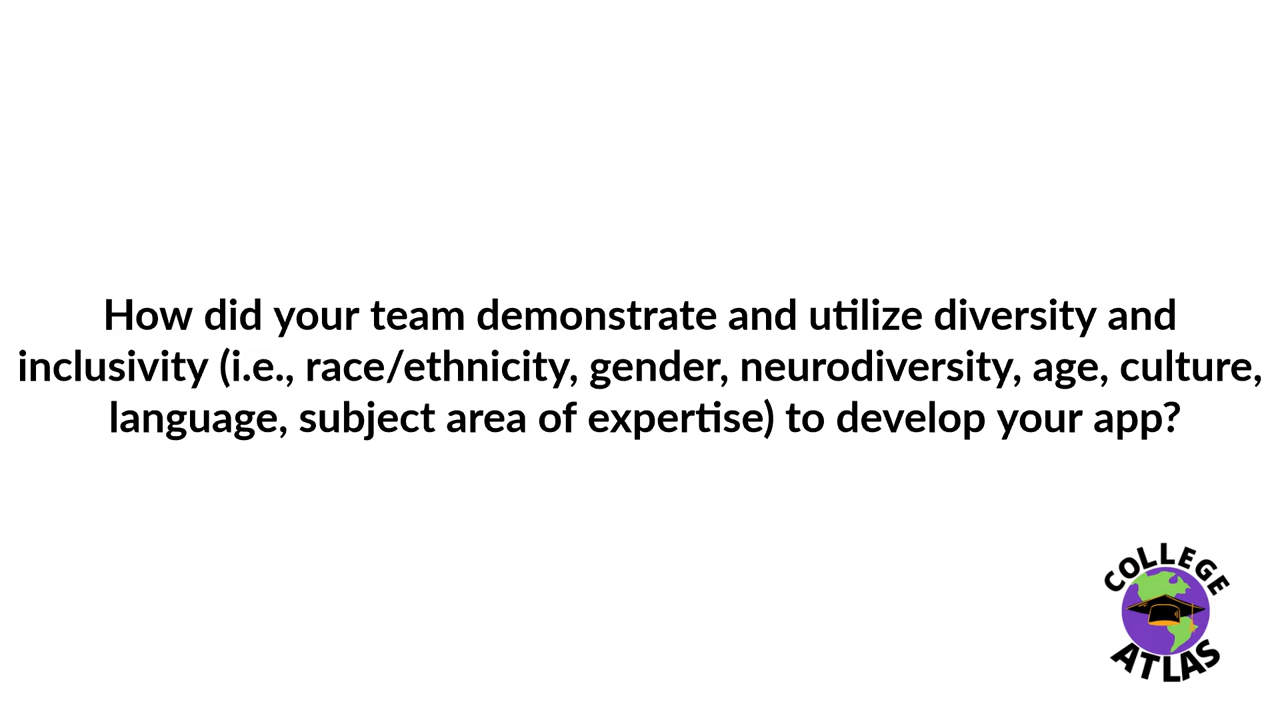 How did your team demonstrate and utilize diversity and
inclusivity (i.e., race/ethnicity, gender, neurodiversity, age, culture,
language, subject area of expertise) to develop your app?
COLLEGE
ATLAS